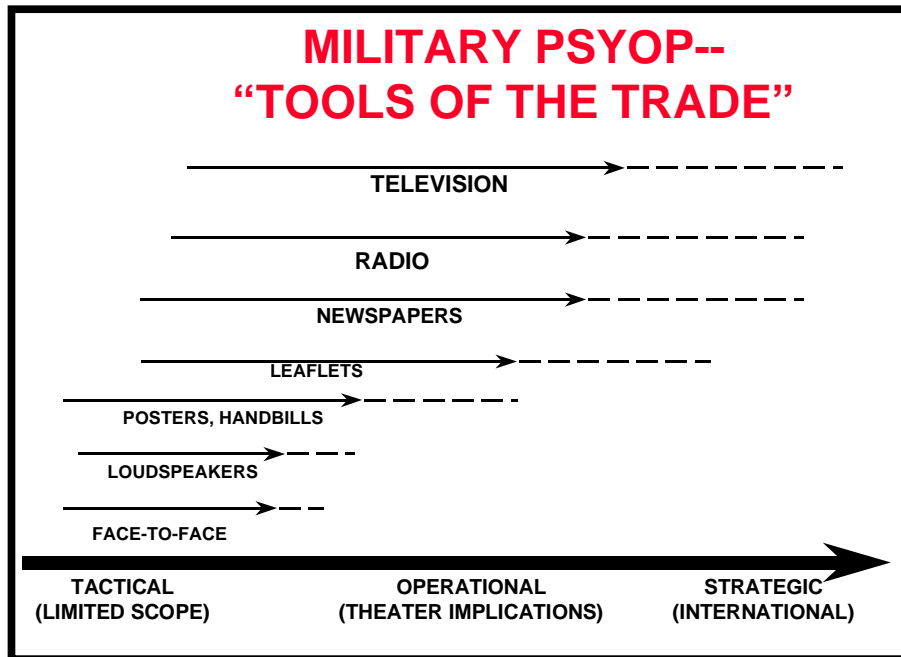 MILITARY PSYOP--
“TOOLS OF THE TRADE”
TELEVISION
RADIO
NEWSPAPERS
LEAFLETS
POSTERS, HANDBILLS
LOUDSPEAKERS
FACE-TO-FACE
TACTICAL
(LIMITED SCOPE)
OPERATIONAL
(THEATER IMPLICATIONS)
STRATEGIC
(INTERNATIONAL)